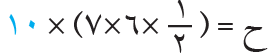 ح = (١/٢ × ٦ × ٧) × ١٠